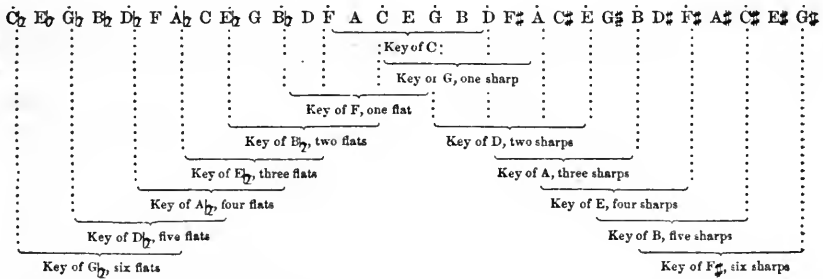 C♭ E♭ G♭ B♭ D♭ F A♭ C E♭ G B♭ D F A C E G B D F♯ A C♯ E G♯ B D♯ F♯ A♯ C♯ E♯ G♯
Key of C
Key of G, one sharp
Key of F, one flat
Key of B♭, two flats Key of D, two sharps
Key of E♭, three flats Key of A, three sharps
Key of A♭, four flats Key of E, four sharps
Key of D♭, five flats Key of B, five sharps
Key of G♭, six flats Key of F♯, six sharps